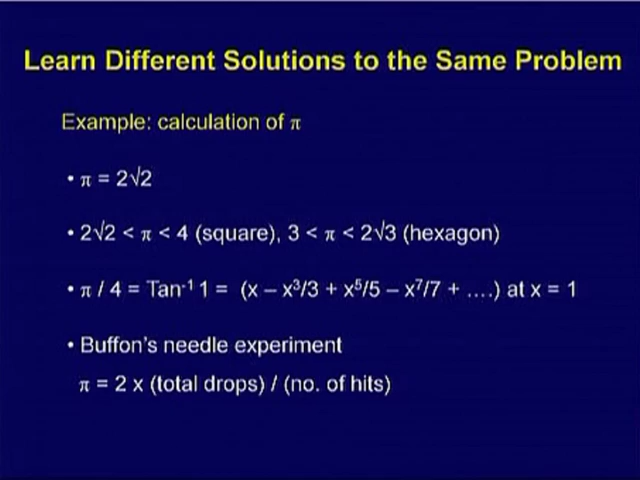 Learn Different Solutions to the Same Problem
Example: calculation of π
• π = 2√2
• 2√2 < π < 4 (square), 3 < π < 2√3 (hexagon)
• π / 4 = Tan⁻¹ 1 = (x – x³/3 + x⁵/5 – x⁷/7 + ….) at x = 1
• Buffon's needle experiment
π = 2 x (total drops) / (no. of hits)